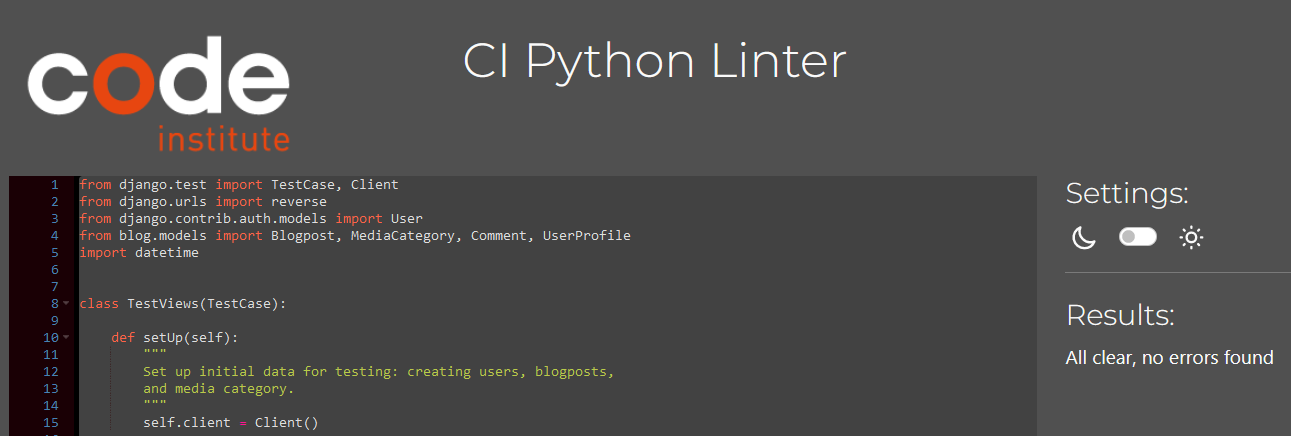 code
institute
CI Python Linter
1 from django.test import TestCase, Client
2 from django.urls import reverse
3 from django.contrib.auth.models import User
4 from blog.models import Blogpost, MediaCategory, Comment, UserProfile
5 import datetime
6
7
8 class TestViews(TestCase):
9
10 def setUp(self):
11 """
12 Set up initial data for testing: creating users, blogposts,
13 and media category.
14 """
15 self.client = Client()
Settings:
Results:
All clear, no errors found